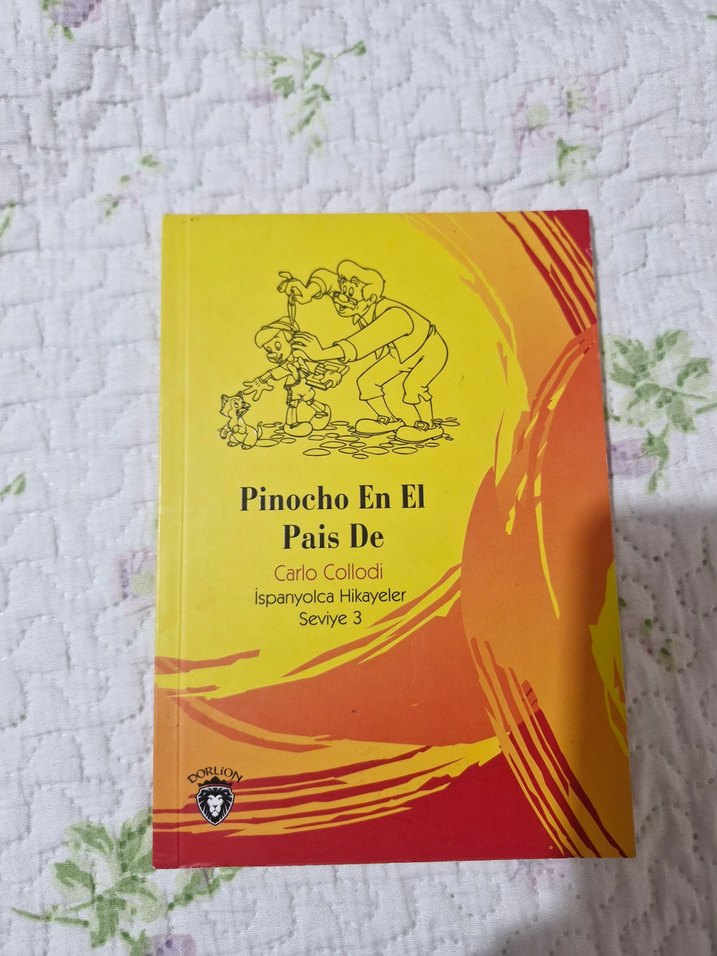 Pinocho En El
Pais De
Carlo Collodi
İspanyolca Hikayeler
Seviye 3
DORLiON